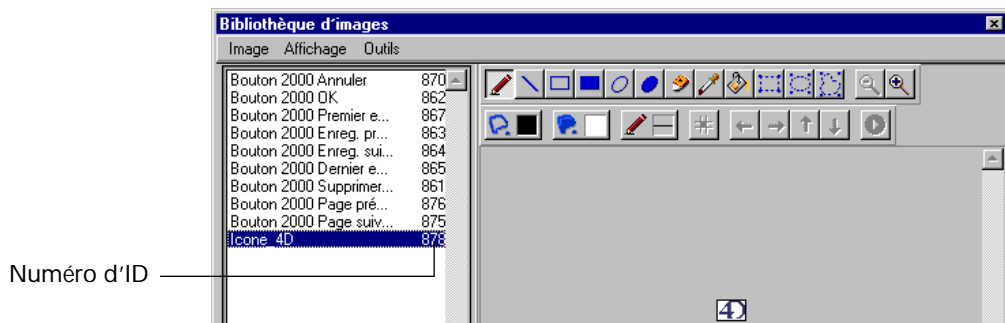 Bibliothèque d'images
Image Affichage Outils
Bouton 2000 Annuler 870
Bouton 2000 OK 862
Bouton 2000 Premier e... 867
Bouton 2000 Enreg. pr... 863
Bouton 2000 Enreg. sui... 864
Bouton 2000 Dernier e... 865
Bouton 2000 Supprimer... 861
Bouton 2000 Page pré... 876
Bouton 2000 Page suiv... 875
Icone_4D 878
Numéro d'ID
4D